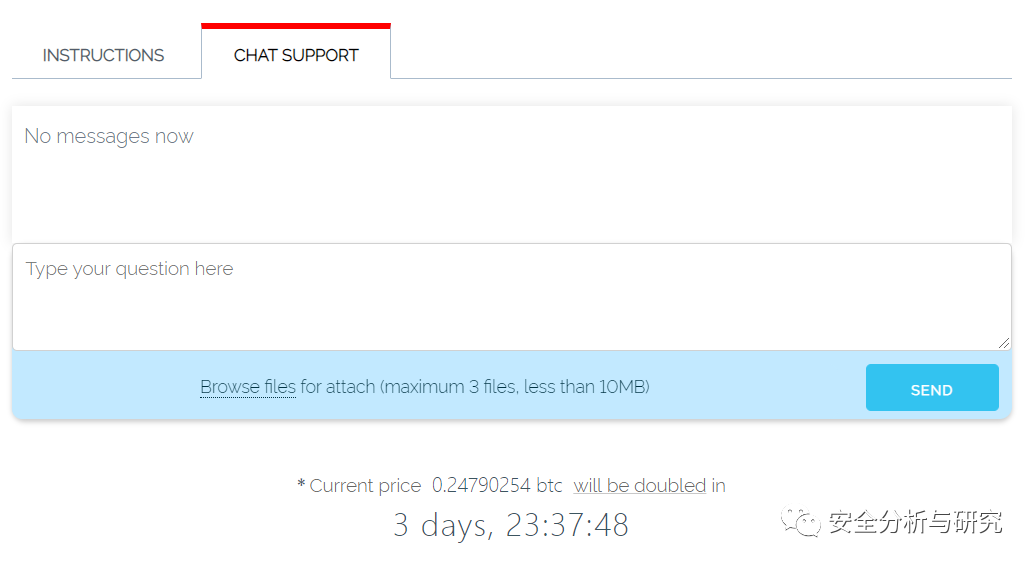 INSTRUCTIONS CHAT SUPPORT
No messages now
Type your question here
Browse files for attach (maximum 3 files, less than 10MB) SEND
* Current price 0.24790254 btc will be doubled in
3 days, 23:37:48
安全分析与研究